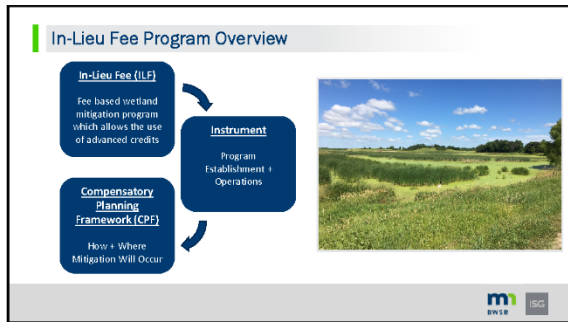 In-Lieu Fee Program Overview
In-Lieu Fee (ILF)
Fee based wetland
mitigation program
which allows the use
of advanced credits
Instrument
Program
Establishment +
Operations
Compensatory
Planning
Framework (CPF)
How + Where
Mitigation Will Occur
BWSR
ISG